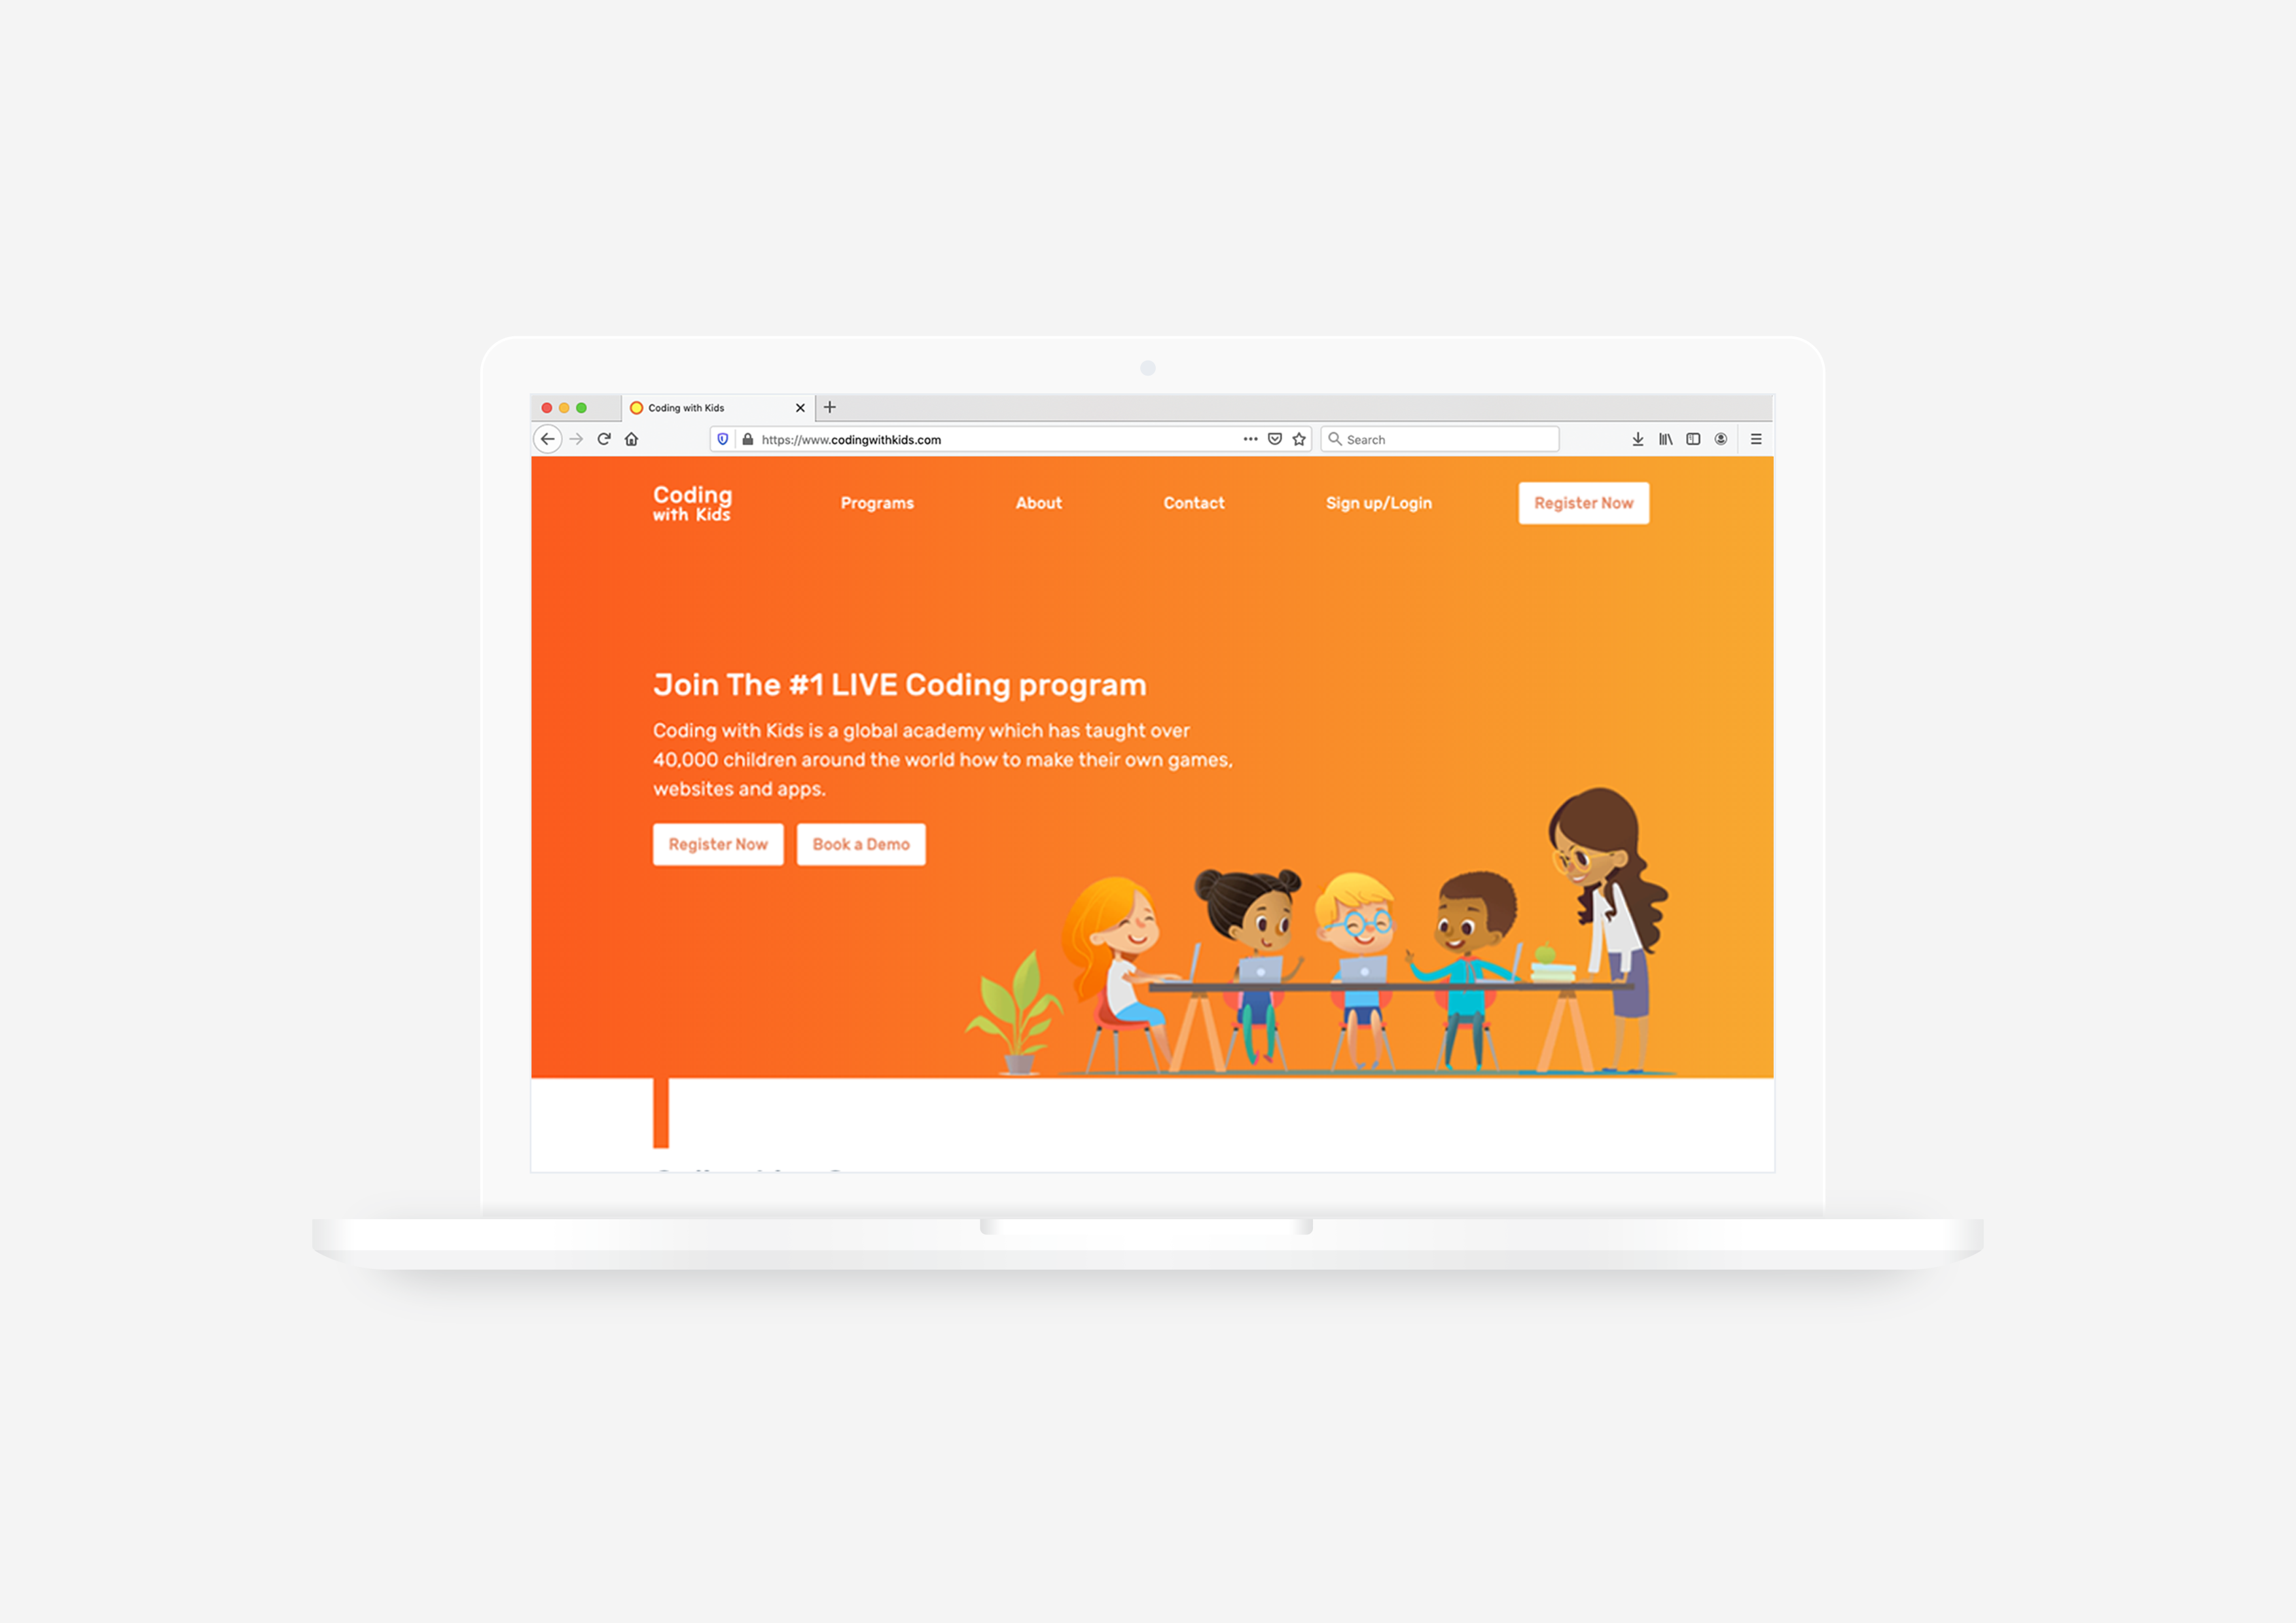 Coding with Kids
https://www.codingwithkids.com
Search
Coding
with Kids
Programs
About
Contact
Sign up/Login
Register Now
Join The #1 LIVE Coding program
Coding with Kids is a global academy which has taught over
40,000 children around the world how to make their own games,
websites and apps.
Register Now
Book a Demo